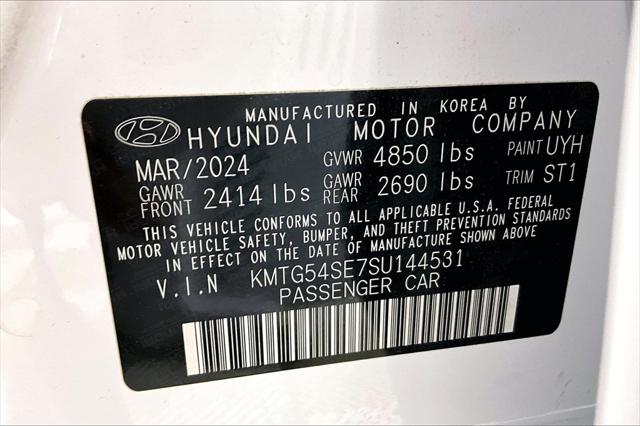 MANUFACTURED IN KOREA BY
HYUNDAI MOTOR COMPANY
MAR/2024 GVWR 4850 lbs PAINT UYH
GAWR FRONT 2414 lbs GAWR REAR 2690 lbs TRIM ST1
THIS VEHICLE CONFORMS TO ALL APPLICABLE U.S.A. FEDERAL
MOTOR VEHICLE SAFETY, BUMPER, AND THEFT PREVENTION STANDARDS
IN EFFECT ON THE DATE OF MANUFACTURE SHOWN ABOVE
V.I.N KMTG54SE7SU144531
PASSENGER CAR